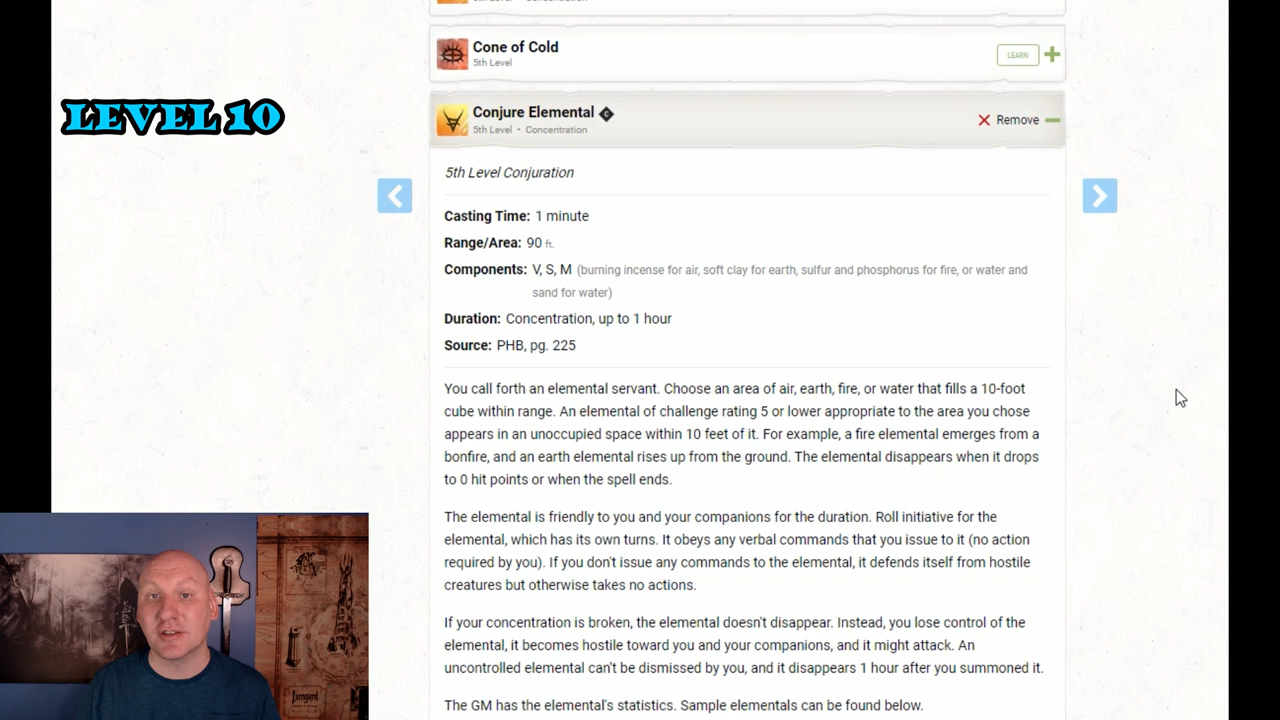 Cone of Cold
5th Level
LEARN
LEVEL 10
Conjure Elemental
5th Level • Concentration
Remove
5th Level Conjuration
Casting Time: 1 minute
Range/Area: 90 ft.
Components: V, S, M (burning incense for air, soft clay for earth, sulfur and phosphorus for fire, or water and
sand for water)
Duration: Concentration, up to 1 hour
Source: PHB, pg. 225
You call forth an elemental servant. Choose an area of air, earth, fire, or water that fills a 10-foot
cube within range. An elemental of challenge rating 5 or lower appropriate to the area you chose
appears in an unoccupied space within 10 feet of it. For example, a fire elemental emerges from a
bonfire, and an earth elemental rises up from the ground. The elemental disappears when it drops
to 0 hit points or when the spell ends.
The elemental is friendly to you and your companions for the duration. Roll initiative for the
elemental, which has its own turns. It obeys any verbal commands that you issue to it (no action
required by you). If you don't issue any commands to the elemental, it defends itself from hostile
creatures but otherwise takes no actions.
If your concentration is broken, the elemental doesn't disappear. Instead, you lose control of the
elemental, it becomes hostile toward you and your companions, and it might attack. An
uncontrolled elemental can't be dismissed by you, and it disappears 1 hour after you summoned it.
The GM has the elemental's statistics. Sample elementals can be found below.
Isengard